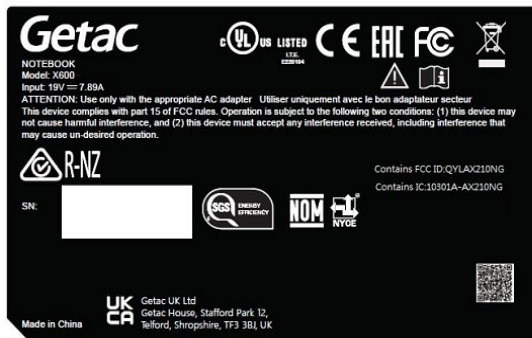 Getac
NOTEBOOK
Model: X600
Input: 19V⎓7.89A
c UL US LISTED
I.T.E.
E220104
CE EAC FC
ATTENTION: Use only with the appropriate AC adapter Utiliser uniquement avec le bon adaptateur secteur
This device complies with part 15 of FCC rules. Operation is subject to the following two conditions: (1) this device may
not cause harmful interference, and (2) this device must accept any interference received, including interference that
may cause un-desired operation.
R-NZ
Contains FCC ID:QYLAX210NG
Contains IC:10301A-AX210NG
SN:
SGS ENERGY
EFFICIENCY
NOM
NYCE
UK
CA
Getac UK Ltd
Getac House, Stafford Park 12,
Telford, Shropshire, TF3 3BJ, UK
Made in China